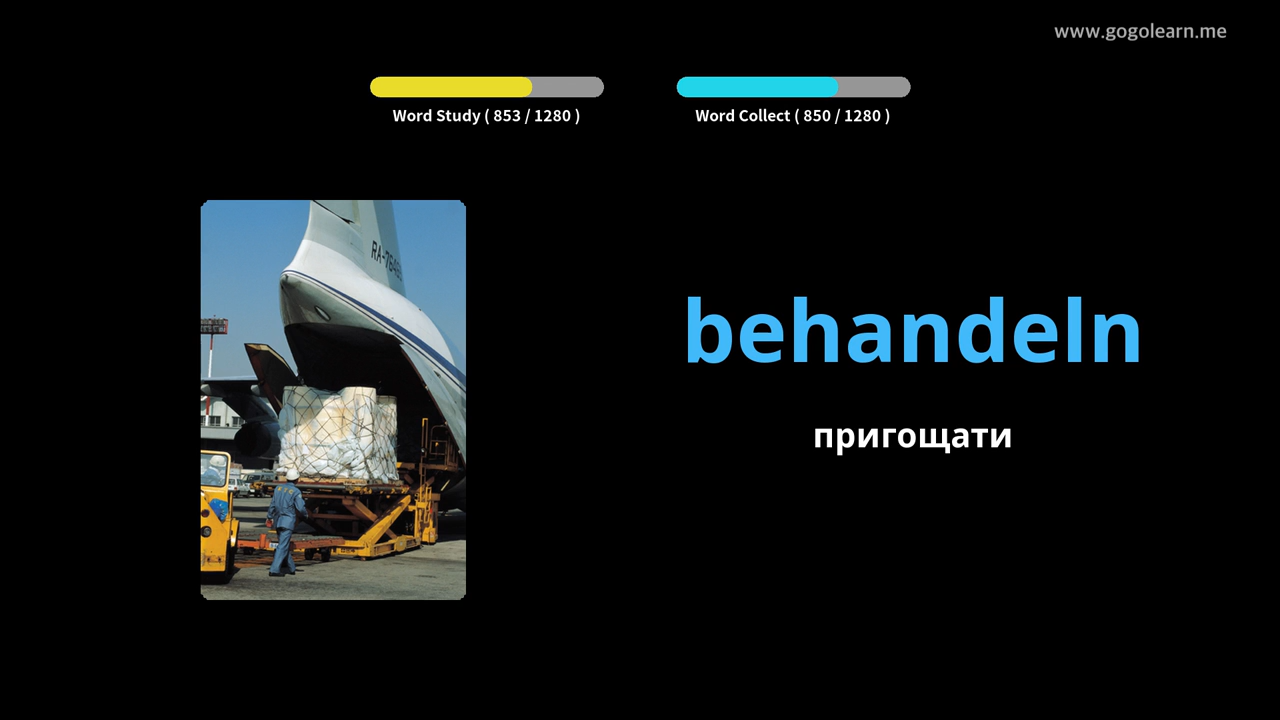 www.gogolearn.me
Word Study ( 853 / 1280 )
Word Collect ( 850 / 1280 )
behandeln
пригощати